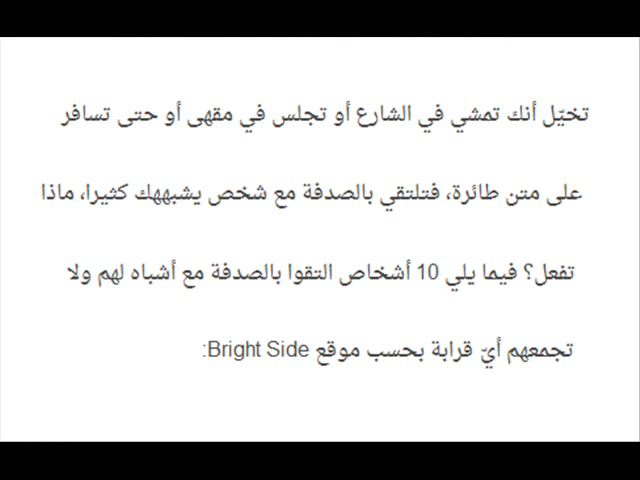 تخيّل أنك تمشي في الشارع أو تجلس في مقهى أو حتى تسافر
على متن طائرة، فتلتقي بالصدفة مع شخص يشبههك كثيرا، ماذا
تفعل؟ فيما يلي 10 أشخاص التقوا بالصدفة مع أشباه لهم ولا
تجمعهم أيّ قرابة بحسب موقع Bright Side: